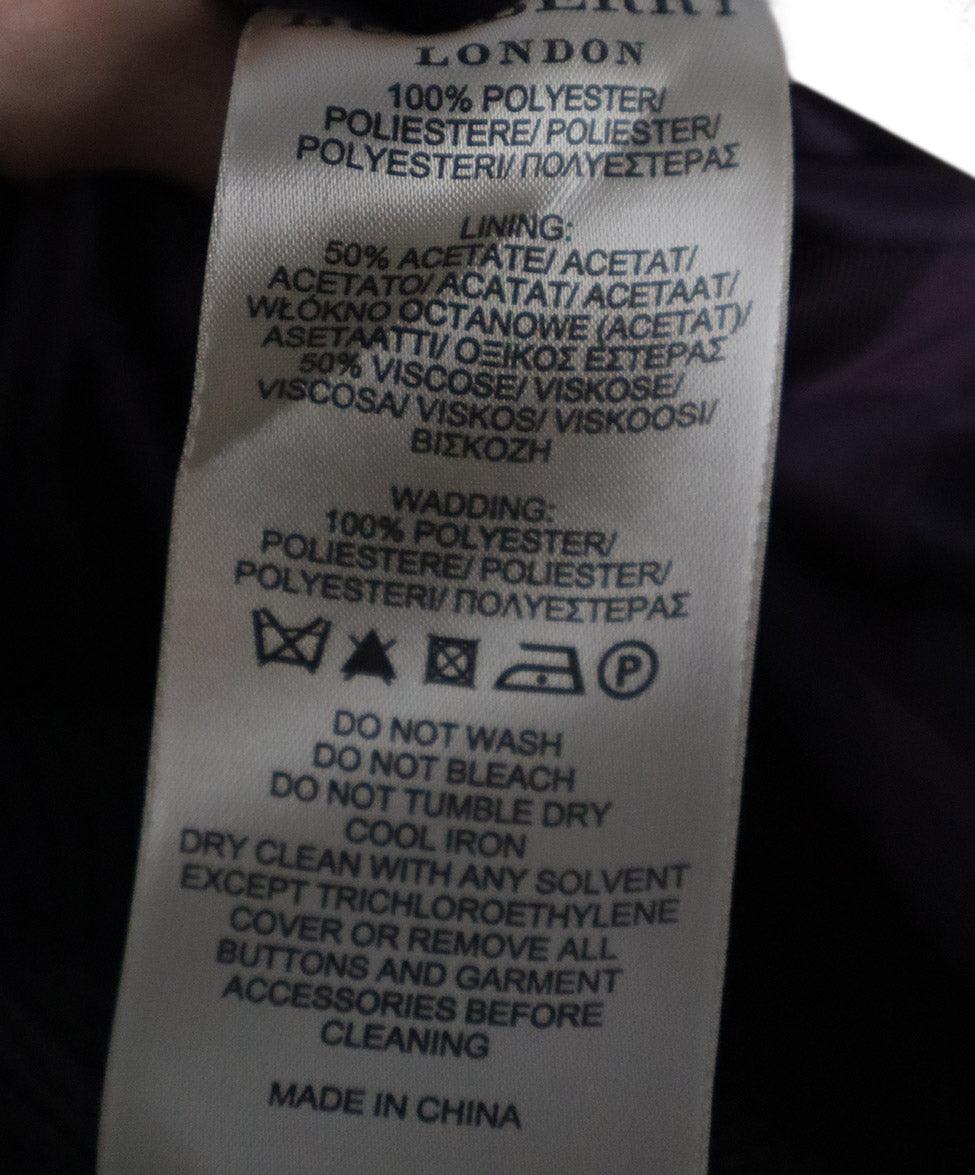 BURBERRY
LONDON
100% POLYESTER/
POLIESTERE/ POLIESTER/
POLYESTERI/ ΠΟΛΥΕΣΤΕΡΑΣ
LINING:
50% ACETATE/ ACETAT/
ACETATO/ ACATAT/ ACETAAT/
WŁÓKNO OCTANOWE (ACETAT)/
ASETAATTI/ ΟΞΙΚΟΣ ΕΣΤΕΡΑΣ
50% VISCOSE/ VISKOSE/
VISCOSA/ VISKOS/ VISKOOSI/
ΒΙΣΚΟΖΗ
WADDING:
100% POLYESTER/
POLIESTERE/ POLIESTER/
POLYESTERI/ ΠΟΛΥΕΣΤΕΡΑΣ
P
DO NOT WASH
DO NOT BLEACH
DO NOT TUMBLE DRY
COOL IRON
DRY CLEAN WITH ANY SOLVENT
EXCEPT TRICHLOROETHYLENE
COVER OR REMOVE ALL
BUTTONS AND GARMENT
ACCESSORIES BEFORE
CLEANING
MADE IN CHINA